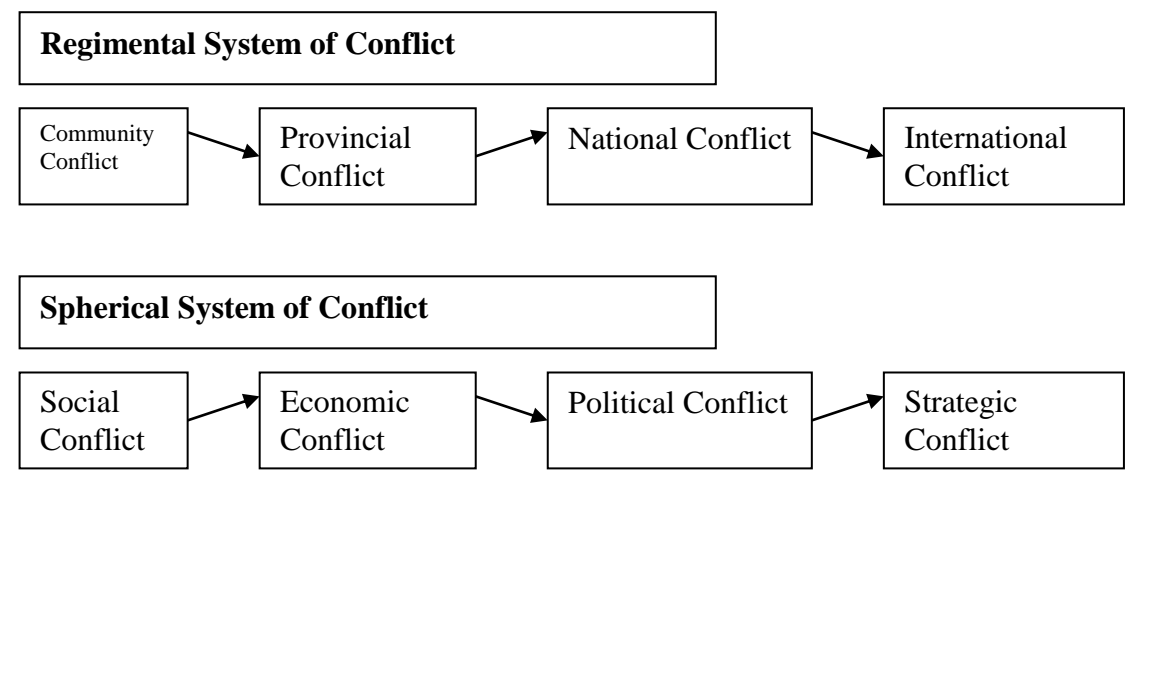 Regimental System of Conflict
Community
Conflict
Provincial
Conflict
National Conflict
International
Conflict
Spherical System of Conflict
Social
Conflict
Economic
Conflict
Political Conflict
Strategic
Conflict